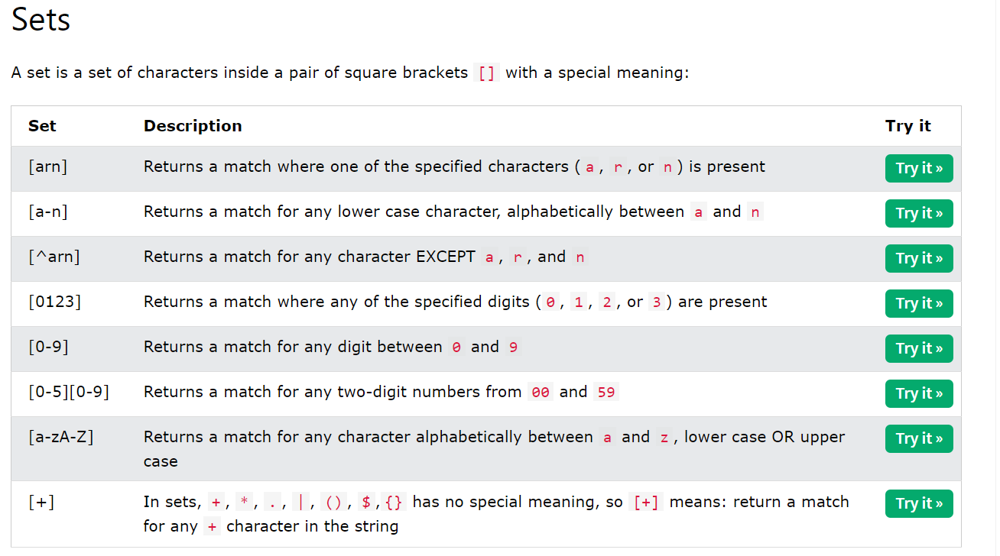 Sets
A set is a set of characters inside a pair of square brackets [] with a special meaning:
Set Description Try it
[arn] Returns a match where one of the specified characters (a, r, or n) is present Try it »
[a-n] Returns a match for any lower case character, alphabetically between a and n Try it »
[^arn] Returns a match for any character EXCEPT a, r, and n Try it »
[0123] Returns a match where any of the specified digits (0, 1, 2, or 3) are present Try it »
[0-9] Returns a match for any digit between 0 and 9 Try it »
[0-5][0-9] Returns a match for any two-digit numbers from 00 and 59 Try it »
[a-zA-Z] Returns a match for any character alphabetically between a and z, lower case OR upper Try it »
case
[+] In sets, +, *, ., |, (), $,{} has no special meaning, so [+] means: return a match Try it »
for any + character in the string